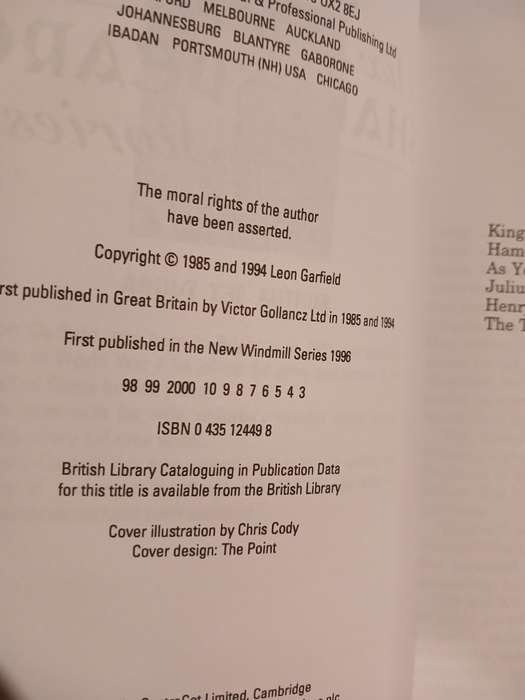 UX2 8EJ
& Professional Publishing Ltd
MELBOURNE AUCKLAND
JOHANNESBURG BLANTYRE GABORONE
IBADAN PORTSMOUTH (NH) USA CHICAGO
The moral rights of the author
have been asserted.
Copyright © 1985 and 1994 Leon Garfield
rst published in Great Britain by Victor Gollancz Ltd in 1985 and 1994
First published in the New Windmill Series 1996
98 99 2000 10 9 8 7 6 5 4 3
ISBN 0 435 12449 8
British Library Cataloguing in Publication Data
for this title is available from the British Library
Cover illustration by Chris Cody
Cover design: The Point
Limited, Cambridge
plc
King
Ham
As Y
Juliu
Henr
The T